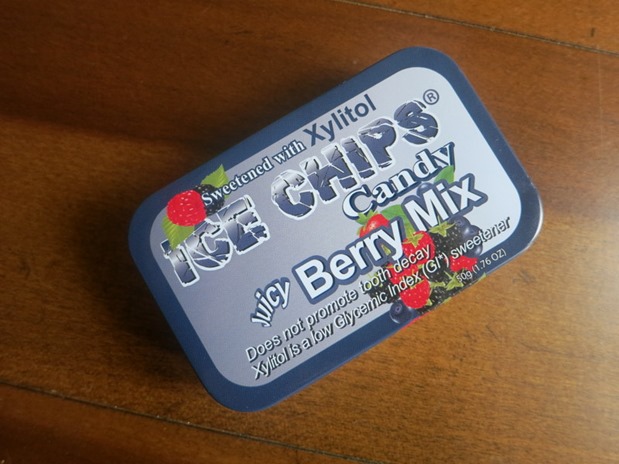 Sweetened with Xylitol
ICE CHIPS®
Candy
Juicy Berry Mix
Does not promote tooth decay
Xylitol is a low Glycemic Index (GI*) sweetener
50g (1.76 OZ)